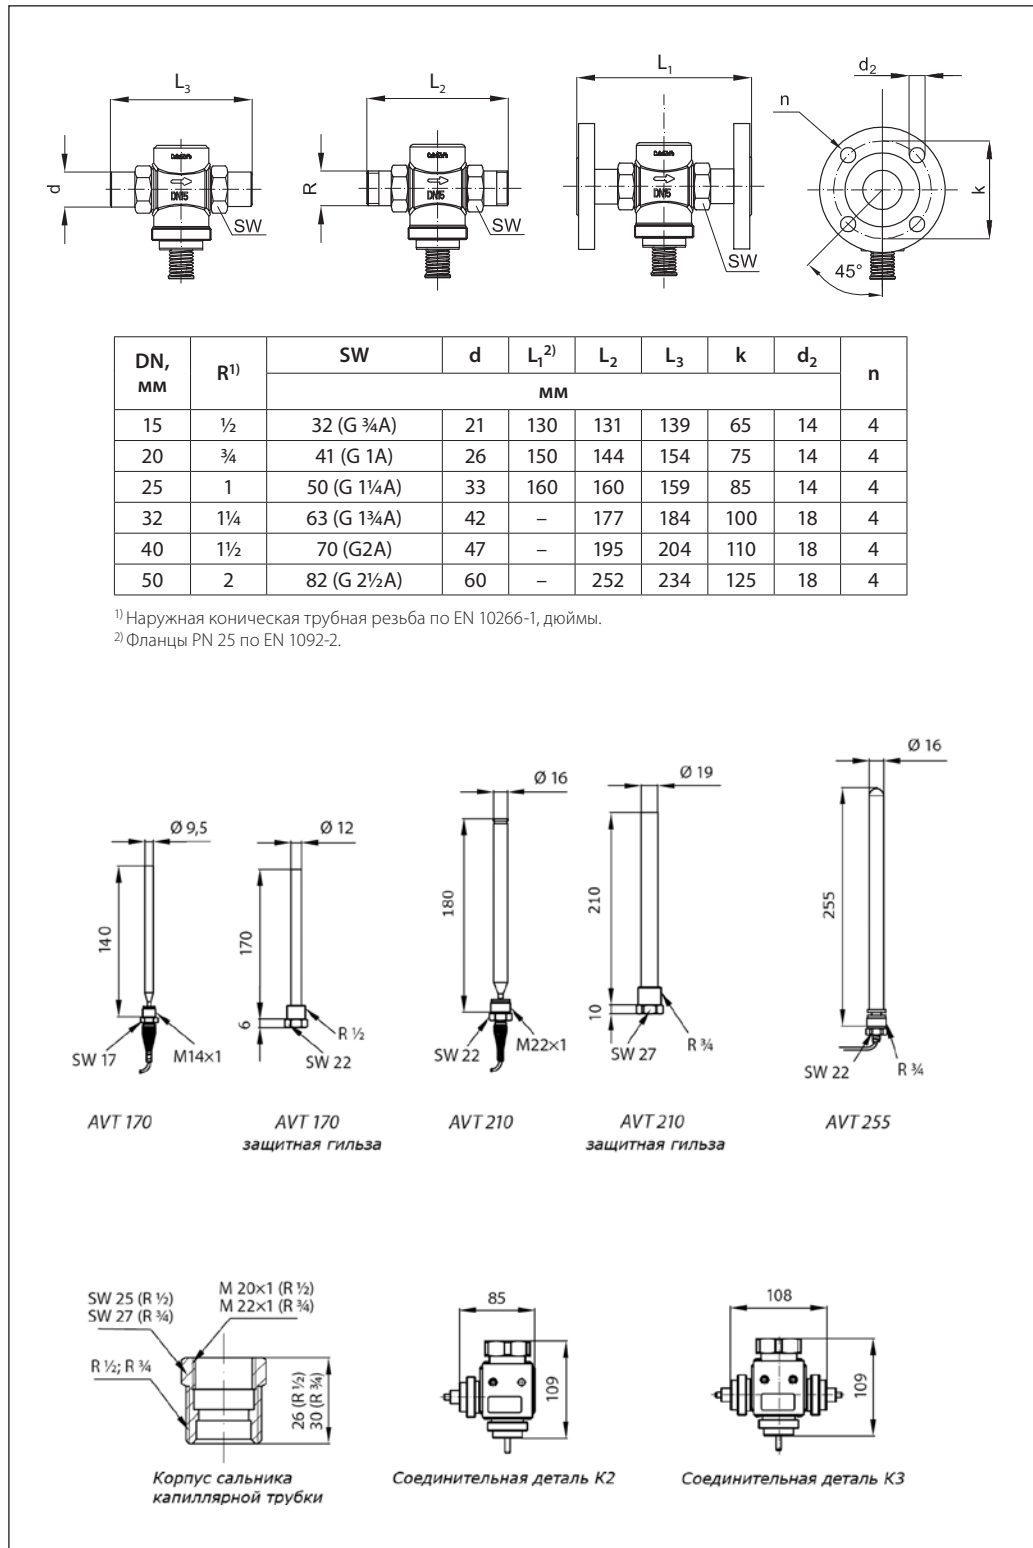 L₃
L₂
L₁
d₂
n
d
R
k
DN15
DN15
DN15
SW
SW
SW
45°
DN, мм R¹⁾ SW d L₁²⁾ L₂ L₃ k d₂ n
мм
15 ½ 32 (G ¾A) 21 130 131 139 65 14 4
20 ¾ 41 (G 1A) 26 150 144 154 75 14 4
25 1 50 (G 1¼A) 33 160 160 159 85 14 4
32 1¼ 63 (G 1¾A) 42 – 177 184 100 18 4
40 1½ 70 (G2A) 47 – 195 204 110 18 4
50 2 82 (G 2½A) 60 – 252 234 125 18 4
¹⁾ Наружная коническая трубная резьба по EN 10266-1, дюймы.
²⁾ Фланцы PN 25 по EN 1092-2.
Ø 9,5
140
SW 17
M14×1
AVT 170
Ø 12
170
6
R ½
SW 22
AVT 170
защитная гильза
Ø 16
180
SW 22
M22×1
AVT 210
Ø 19
210
10
SW 27
R ¾
AVT 210
защитная гильза
Ø 16
255
SW 22
R ¾
AVT 255
SW 25 (R ½)
SW 27 (R ¾)
M 20×1 (R ½)
M 22×1 (R ¾)
R ½; R ¾
26 (R ½)
30 (R ¾)
Корпус сальника
капиллярной трубки
85
109
Соединительная деталь К2
108
109
Соединительная деталь К3